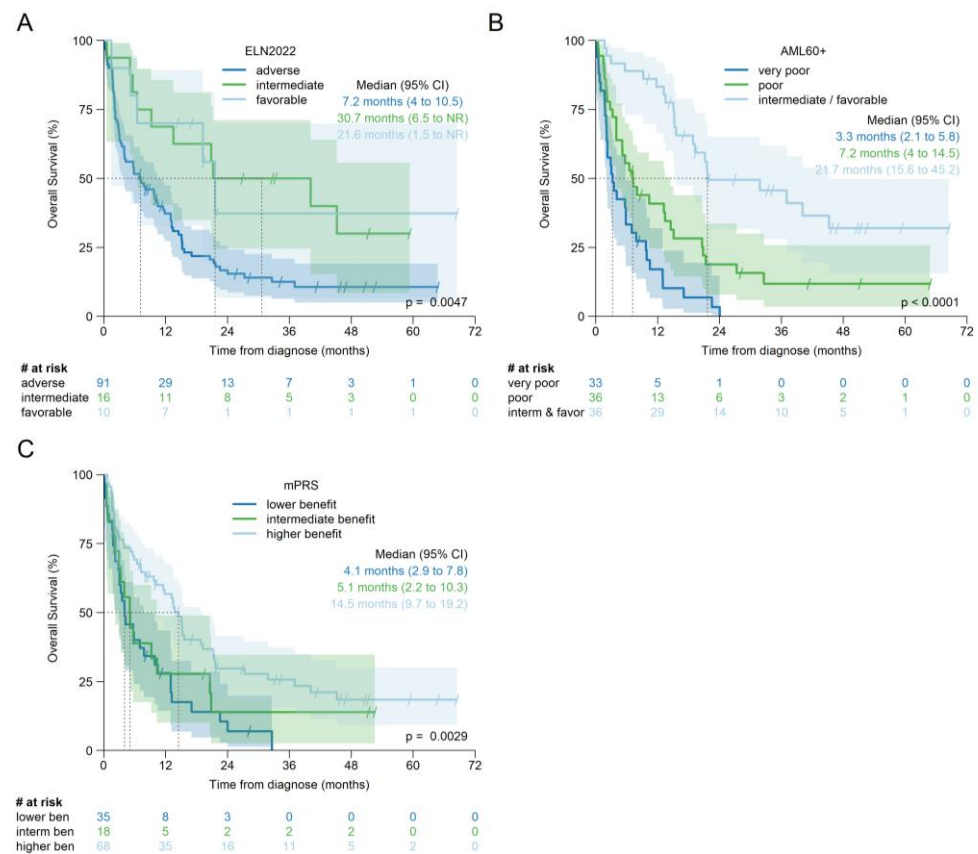 A
ELN2022
adverse
intermediate
favorable
Median (95% CI)
7.2 months (4 to 10.5)
30.7 months (6.5 to NR)
21.6 months (1.5 to NR)
100
75
50
25
0
Overall Survival (%)
p = 0.0047
0 12 24 36 48 60 72
Time from diagnose (months)
# at risk
adverse 91 29 13 7 3 1 0
intermediate 16 11 8 5 3 0 0
favorable 10 7 1 1 1 1 0
B
AML60+
very poor
poor
intermediate / favorable
Median (95% CI)
3.3 months (2.1 to 5.8)
7.2 months (4 to 14.5)
21.7 months (15.6 to 45.2)
100
75
50
25
0
Overall Survival (%)
p < 0.0001
0 12 24 36 48 60 72
Time from diagnose (months)
# at risk
very poor 33 5 1 0 0 0 0
poor 36 13 6 3 2 1 0
interm & favor 36 29 14 10 5 1 0
C
mPRS
lower benefit
intermediate benefit
higher benefit
Median (95% CI)
4.1 months (2.9 to 7.8)
5.1 months (2.2 to 10.3)
14.5 months (9.7 to 19.2)
100
75
50
25
0
Overall Survival (%)
p = 0.0029
0 12 24 36 48 60 72
Time from diagnose (months)
# at risk
lower ben 35 8 3 0 0 0 0
interm ben 18 5 2 2 2 0 0
higher ben 68 35 16 11 5 2 0